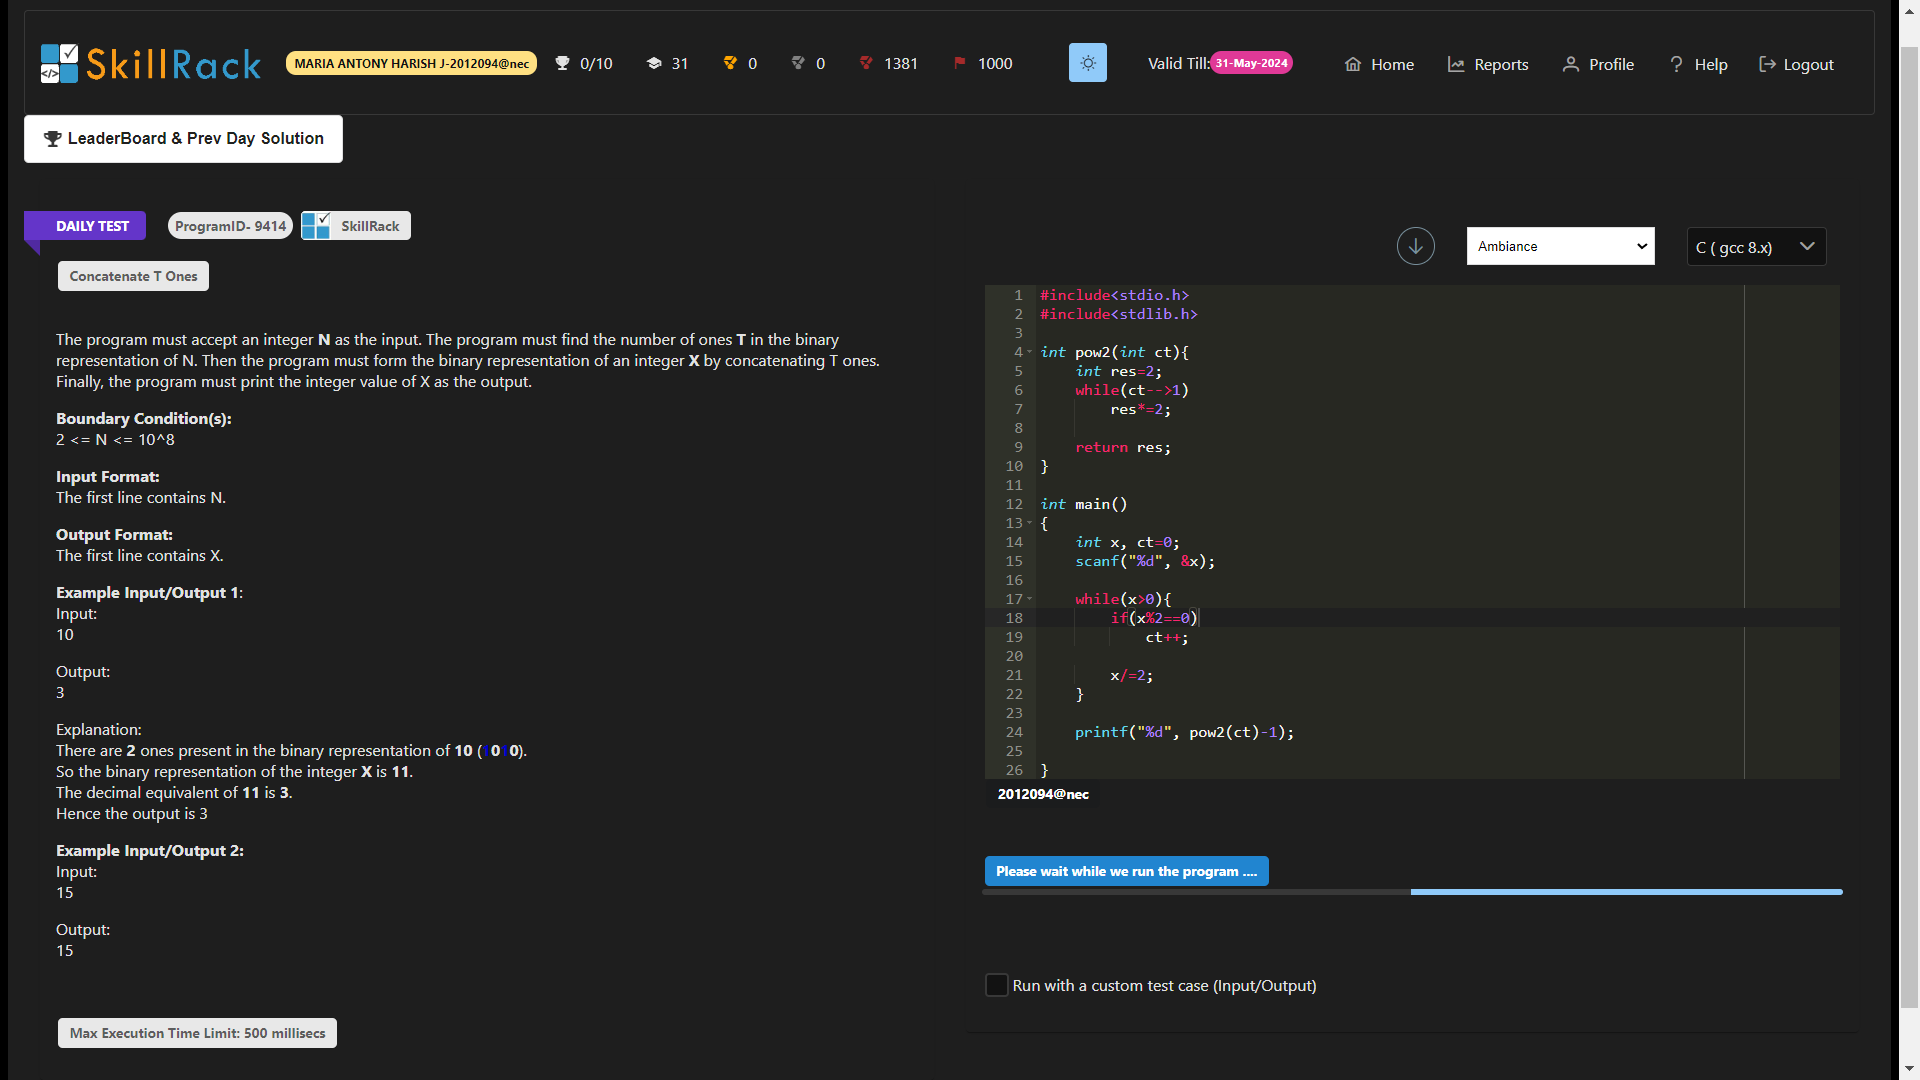 SkillRack
MARIA ANTONY HARISH J-2012094@nec
0/10
31
0
0
1381
1000
Valid Till: 31-May-2024
Home
Reports
Profile
? Help
Logout
LeaderBoard & Prev Day Solution
DAILY TEST
ProgramID- 9414
SkillRack
Concatenate T Ones
The program must accept an integer N as the input. The program must find the number of ones T in the binary
representation of N. Then the program must form the binary representation of an integer X by concatenating T ones.
Finally, the program must print the integer value of X as the output.
Boundary Condition(s):
2 <= N <= 10^8
Input Format:
The first line contains N.
Output Format:
The first line contains X.
Example Input/Output 1:
Input:
10
Output:
3
Explanation:
There are 2 ones present in the binary representation of 10 (1010).
So the binary representation of the integer X is 11.
The decimal equivalent of 11 is 3.
Hence the output is 3
Example Input/Output 2:
Input:
15
Output:
15
Max Execution Time Limit: 500 millisecs
Ambiance
C ( gcc 8.x)
1 #include<stdio.h>
2 #include<stdlib.h>
3
4 int pow2(int ct){
5 int res=2;
6 while(ct-->1)
7 res*=2;
8
9 return res;
10 }
11
12 int main()
13 {
14 int x, ct=0;
15 scanf("%d", &x);
16
17 while(x>0){
18 if(x%2==0)
19 ct++;
20
21 x/=2;
22 }
23
24 printf("%d", pow2(ct)-1);
25
26 }
2012094@nec
Please wait while we run the program ....
Run with a custom test case (Input/Output)